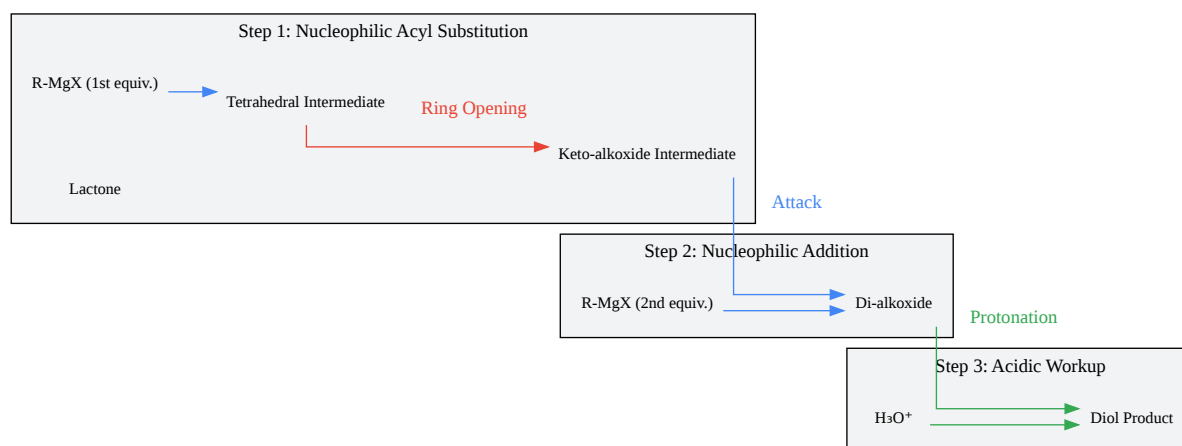 Step 1: Nucleophilic Acyl Substitution
R-MgX (1st equiv.)
Tetrahedral Intermediate
Ring Opening
Keto-alkoxide Intermediate
Lactone
Attack
Step 2: Nucleophilic Addition
R-MgX (2nd equiv.)
Di-alkoxide
Protonation
Step 3: Acidic Workup
H₃O⁺
Diol Product